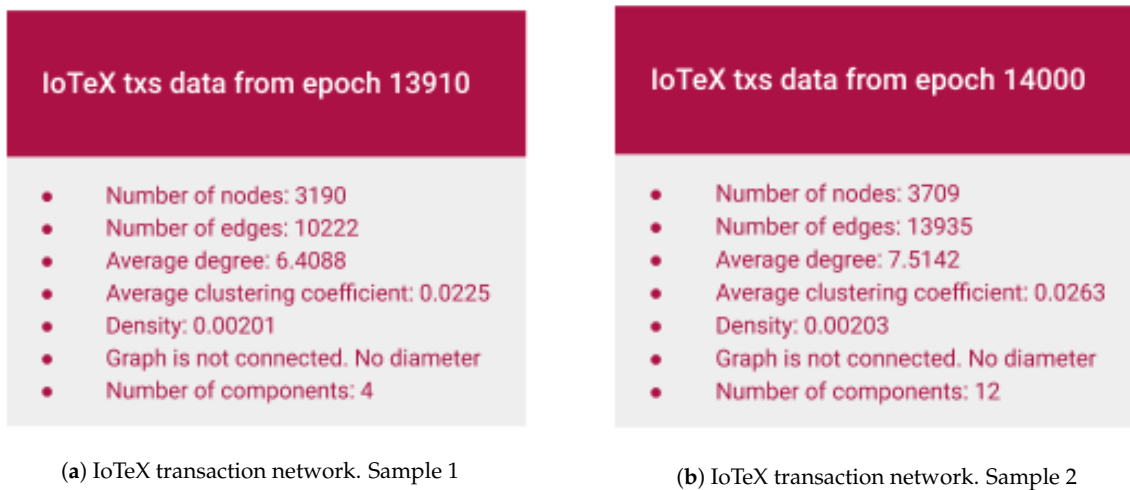 IoTeX txs data from epoch 13910
• Number of nodes: 3190
• Number of edges: 10222
• Average degree: 6.4088
• Average clustering coefficient: 0.0225
• Density: 0.00201
• Graph is not connected. No diameter
• Number of components: 4
(a) IoTeX transaction network. Sample 1
IoTeX txs data from epoch 14000
• Number of nodes: 3709
• Number of edges: 13935
• Average degree: 7.5142
• Average clustering coefficient: 0.0263
• Density: 0.00203
• Graph is not connected. No diameter
• Number of components: 12
(b) IoTeX transaction network. Sample 2